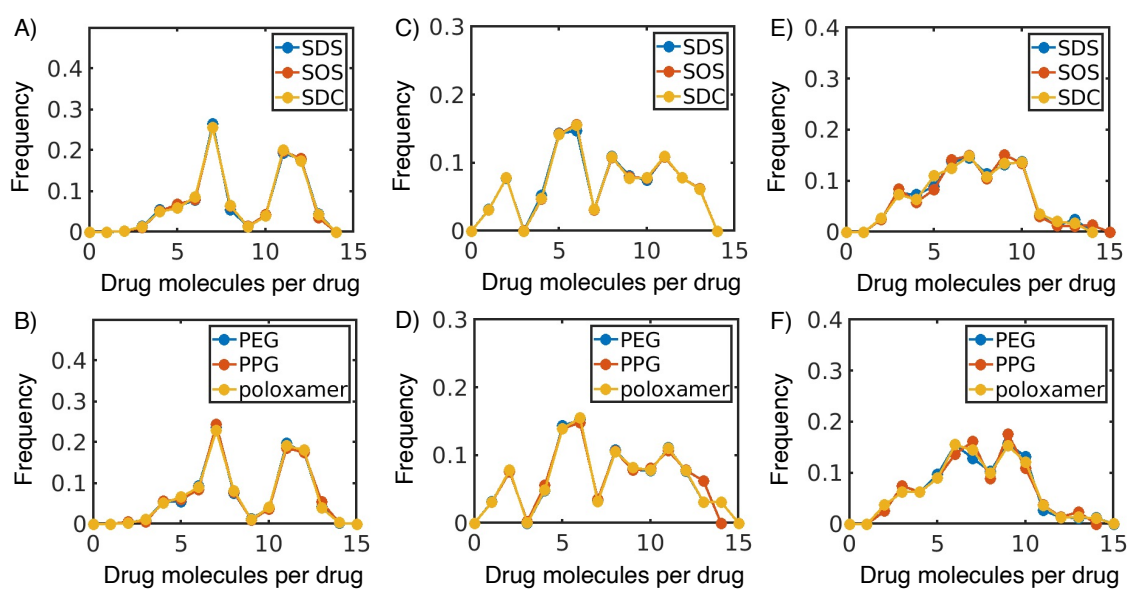 A)
Frequency
0.4
0.3
0.2
0.1
0
0 5 10 15
SDS
SOS
SDC
Drug molecules per drug
C)
Frequency
0.3
0.2
0.1
0
0 5 10 15
SDS
SOS
SDC
Drug molecules per drug
E)
Frequency
0.4
0.3
0.2
0.1
0
0 5 10 15
SDS
SOS
SDC
Drug molecules per drug
B)
Frequency
0.4
0.3
0.2
0.1
0
0 5 10 15
PEG
PPG
poloxamer
Drug molecules per drug
D)
Frequency
0.3
0.2
0.1
0
0 5 10 15
PEG
PPG
poloxamer
Drug molecules per drug
F)
Frequency
0.4
0.3
0.2
0.1
0
0 5 10 15
PEG
PPG
poloxamer
Drug molecules per drug